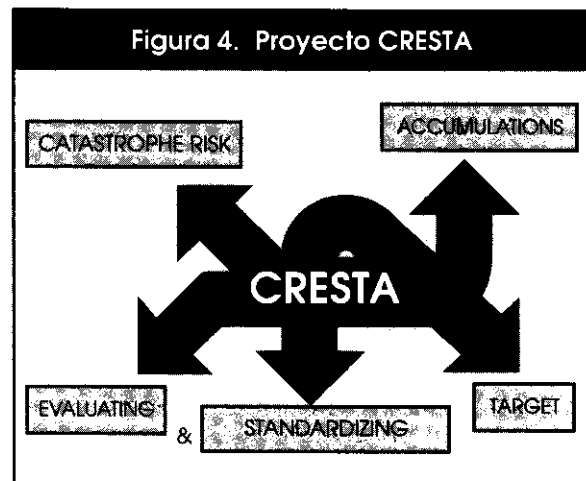 Figura 4. Proyecto CRESTA
CATASTROPHE RISK
ACCUMULATIONS
CRESTA
EVALUATING
&
STANDARDIZING
TARGET